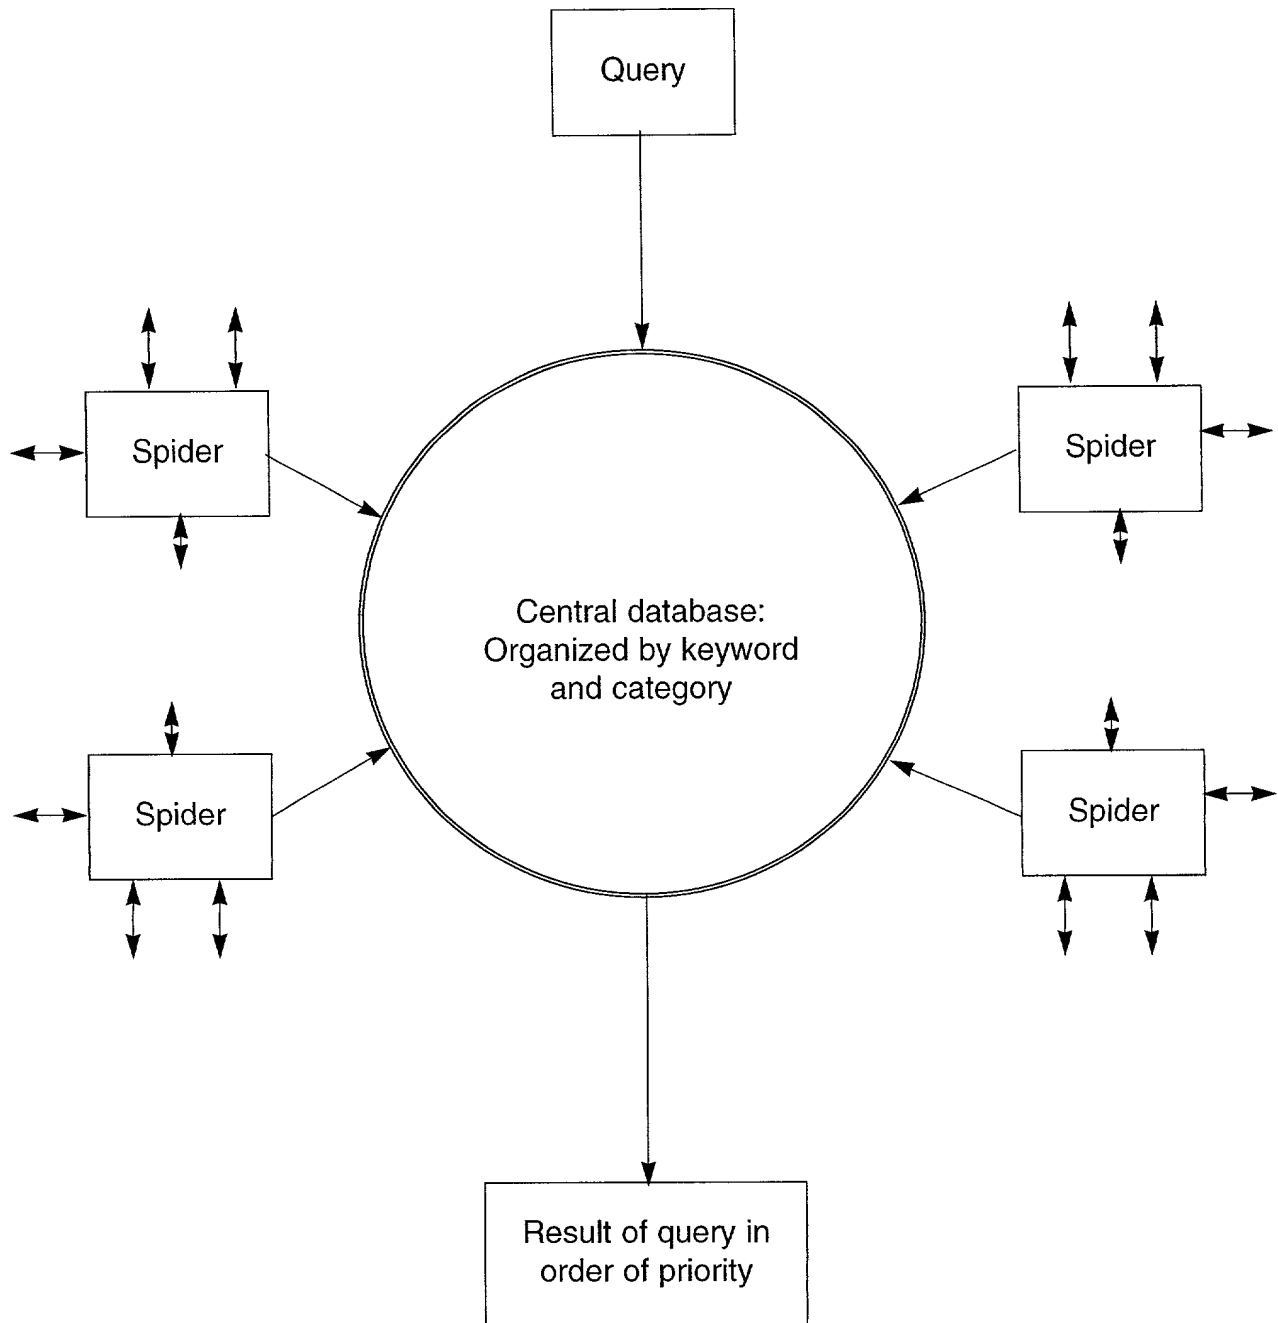 Query
Spider
Spider
Central database:
Organized by keyword
and category
Spider
Spider
Result of query in
order of priority